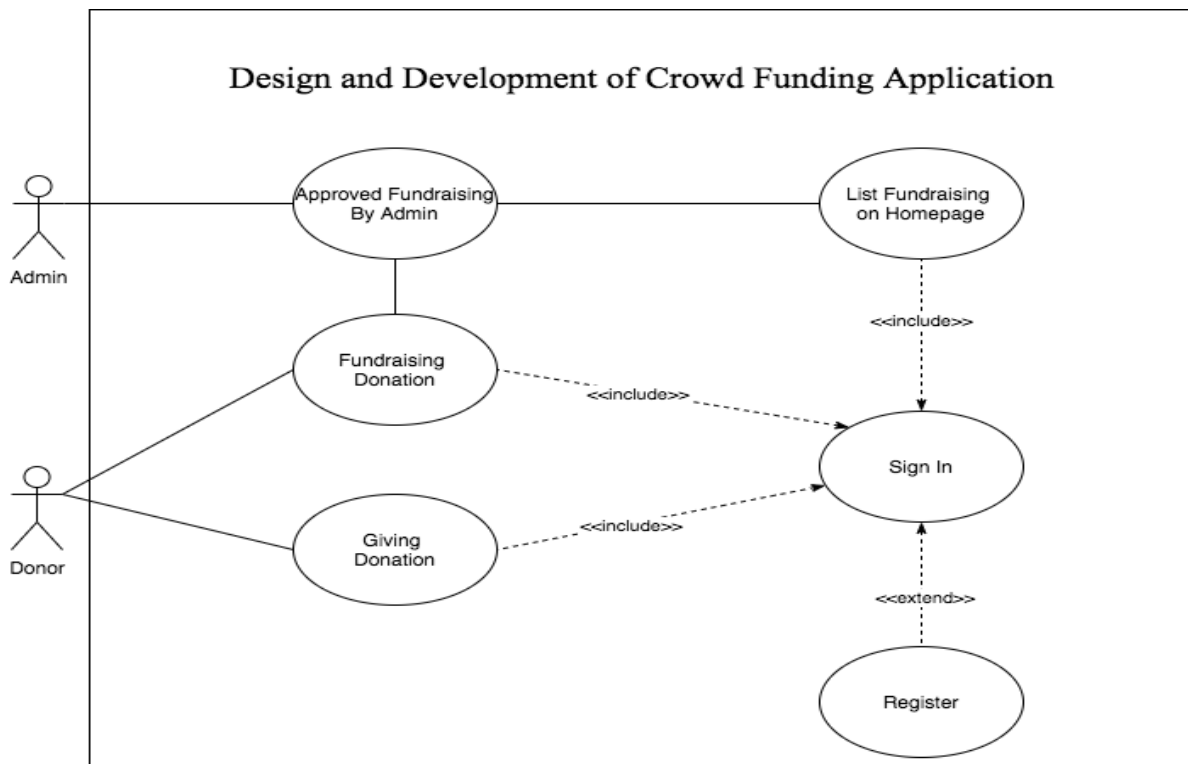 Design and Development of Crowd Funding Application
Approved Fundraising
By Admin
List Fundraising
on Homepage
Admin
<<include>>
Fundraising
Donation
<<include>>
Sign In
Donor
Giving
Donation
<<include>>
<<extend>>
Register